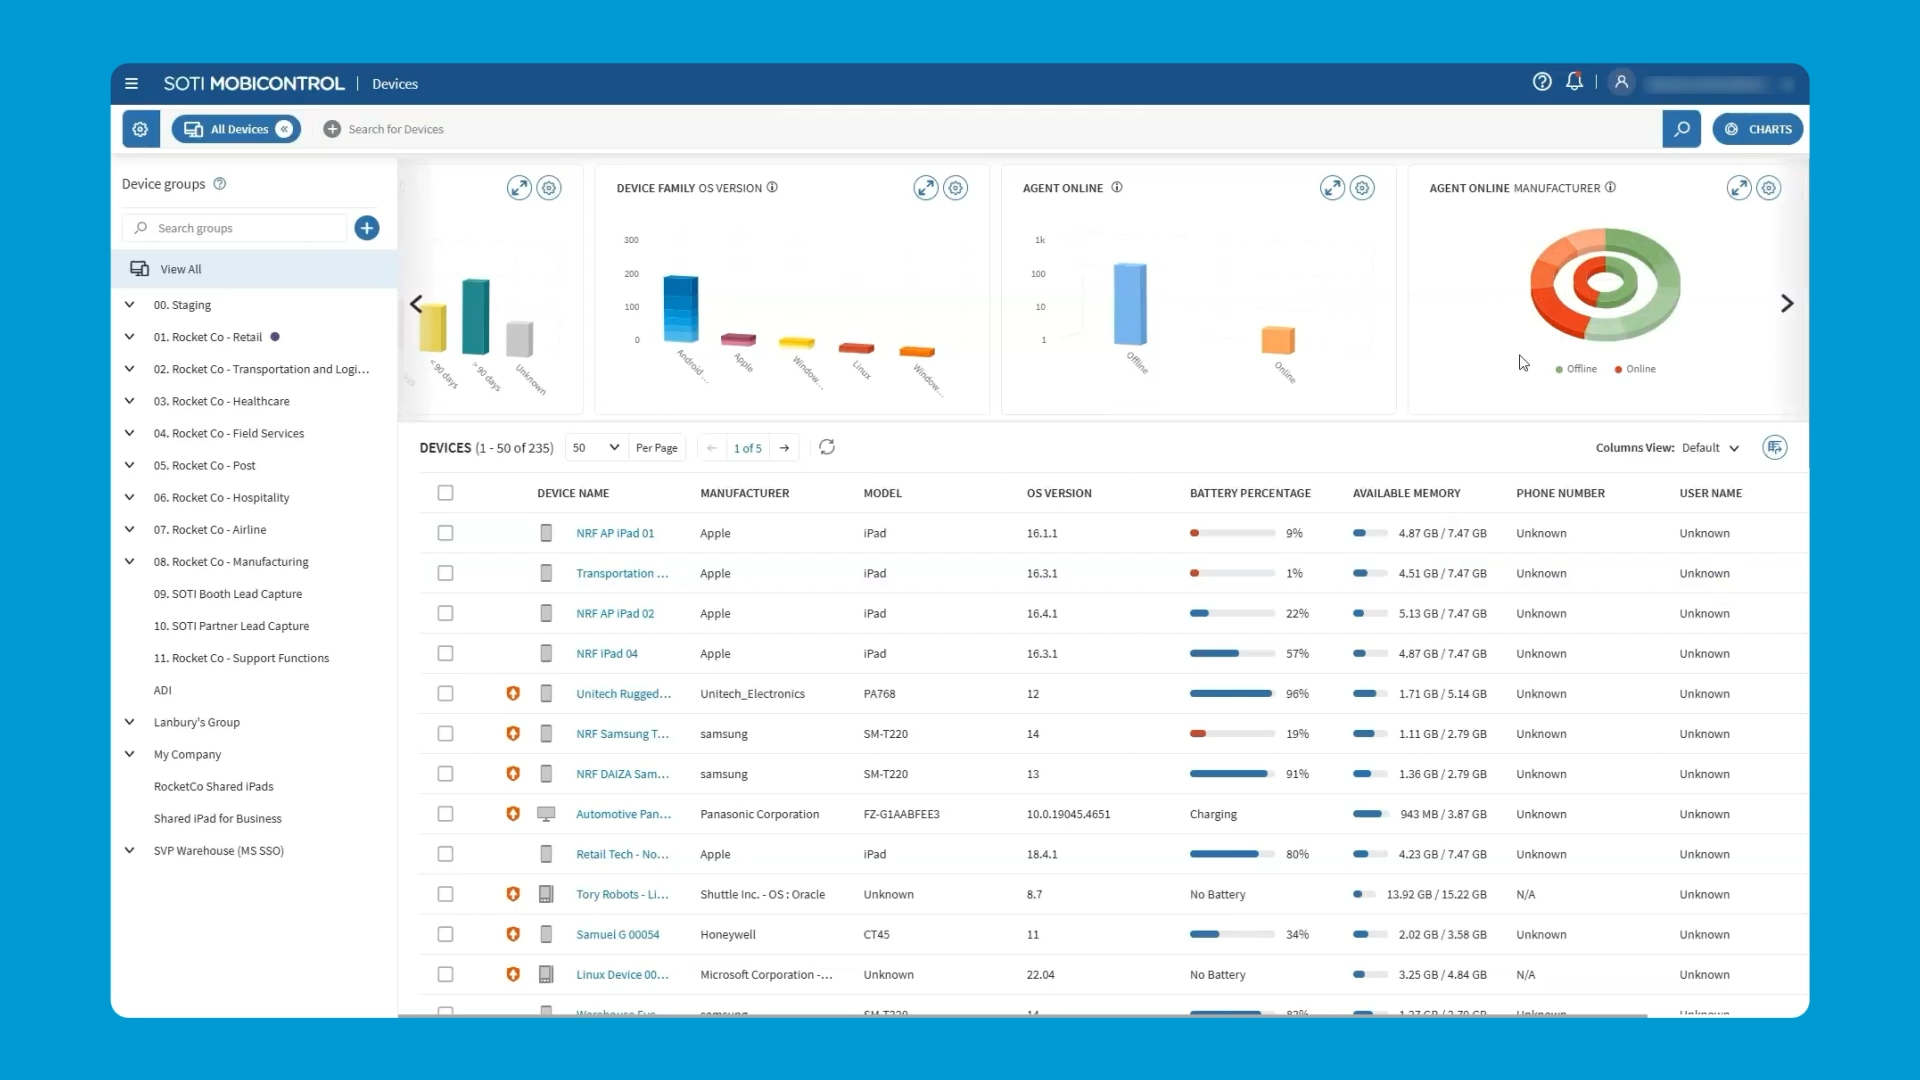 SOTI MOBICONTROL | Devices
All Devices
Search for Devices
CHARTS
Device groups
Search groups
View All
00. Staging
01. Rocket Co - Retail
02. Rocket Co - Transportation and Logi...
03. Rocket Co - Healthcare
04. Rocket Co - Field Services
05. Rocket Co - Post
06. Rocket Co - Hospitality
07. Rocket Co - Airline
08. Rocket Co - Manufacturing
09. SOTI Booth Lead Capture
10. SOTI Partner Lead Capture
11. Rocket Co - Support Functions
ADI
Lanbury's Group
My Company
RocketCo Shared iPads
Shared iPad for Business
SVP Warehouse (MS SSO)
< 90 days
> 90 days
Unknown
DEVICE FAMILY OS VERSION
300
200
100
0
Android ...
Apple
Window...
Linux
Window...
AGENT ONLINE
1k
100
10
1
Offline
Online
AGENT ONLINE MANUFACTURER
Offline Online
DEVICES (1 - 50 of 235) 50 Per Page 1 of 5
Columns View: Default
DEVICE NAME MANUFACTURER MODEL OS VERSION BATTERY PERCENTAGE AVAILABLE MEMORY PHONE NUMBER USER NAME
NRF AP iPad 01 Apple iPad 16.1.1 9% 4.87 GB / 7.47 GB Unknown Unknown
Transportation ... Apple iPad 16.3.1 1% 4.51 GB / 7.47 GB Unknown Unknown
NRF AP iPad 02 Apple iPad 16.4.1 22% 5.13 GB / 7.47 GB Unknown Unknown
NRF iPad 04 Apple iPad 16.3.1 57% 4.87 GB / 7.47 GB Unknown Unknown
Unitech Rugged... Unitech_Electronics PA768 12 96% 1.71 GB / 5.14 GB Unknown Unknown
NRF Samsung T... samsung SM-T220 14 19% 1.11 GB / 2.79 GB Unknown Unknown
NRF DAIZA Sam... samsung SM-T220 13 91% 1.36 GB / 2.79 GB Unknown Unknown
Automotive Pan... Panasonic Corporation FZ-G1AABFEE3 10.0.19045.4651 Charging 943 MB / 3.87 GB Unknown Unknown
Retail Tech - No... Apple iPad 18.4.1 80% 4.23 GB / 7.47 GB Unknown Unknown
Tory Robots - Li... Shuttle Inc. - OS : Oracle Unknown 8.7 No Battery 13.92 GB / 15.22 GB N/A Unknown
Samuel G 00054 Honeywell CT45 11 34% 2.02 GB / 3.58 GB Unknown Unknown
Linux Device 00... Microsoft Corporation -... Unknown 22.04 No Battery 3.25 GB / 4.84 GB N/A Unknown